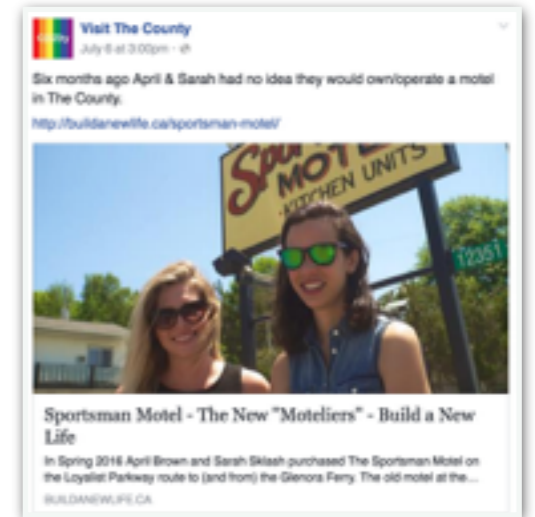 Visit The County
July 6 at 3:00pm ·
Six months ago April & Sarah had no idea they would own/operate a motel
in The County.
http://buildanewlife.ca/sportsman-motel/
Spo
MOTE
KITCHEN UNITS
12351
Sportsman Motel - The New "Moteliers" - Build a New
Life
In Spring 2016 April Brown and Sarah Sklash purchased The Sportsman Motel on
the Loyalist Parkway route to (and from) the Glenora Ferry. The old motel at the...
BUILDANEWLIFE.CA